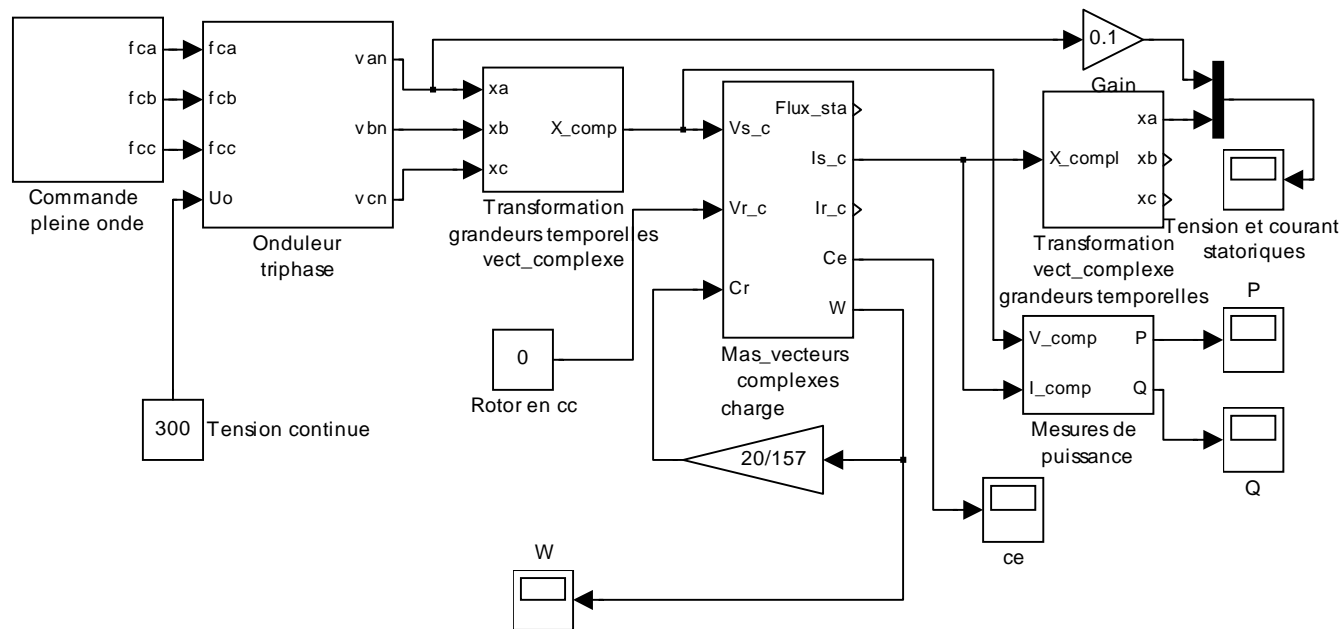 fca
fcb
fcc
Commande
pleine onde
fca
fcb
fcc
Uo
van
vbn
vcn
Onduleur
triphase
300
Tension continue
xa
xb
xc
X_comp
Transformation
grandeurs temporelles
vect_complexe
0
Rotor en cc
Vs_c
Vr_c
Cr
Flux_sta
Is_c
Ir_c
Ce
W
Mas_vecteurs
complexes
charge
20/157
W
ce
0.1
Gain
X_compl
xa
xb
xc
Transformation
vect_complexe
grandeurs temporelles
Tension et courant
statoriques
V_comp
I_comp
P
Q
Mesures de
puissance
P
Q